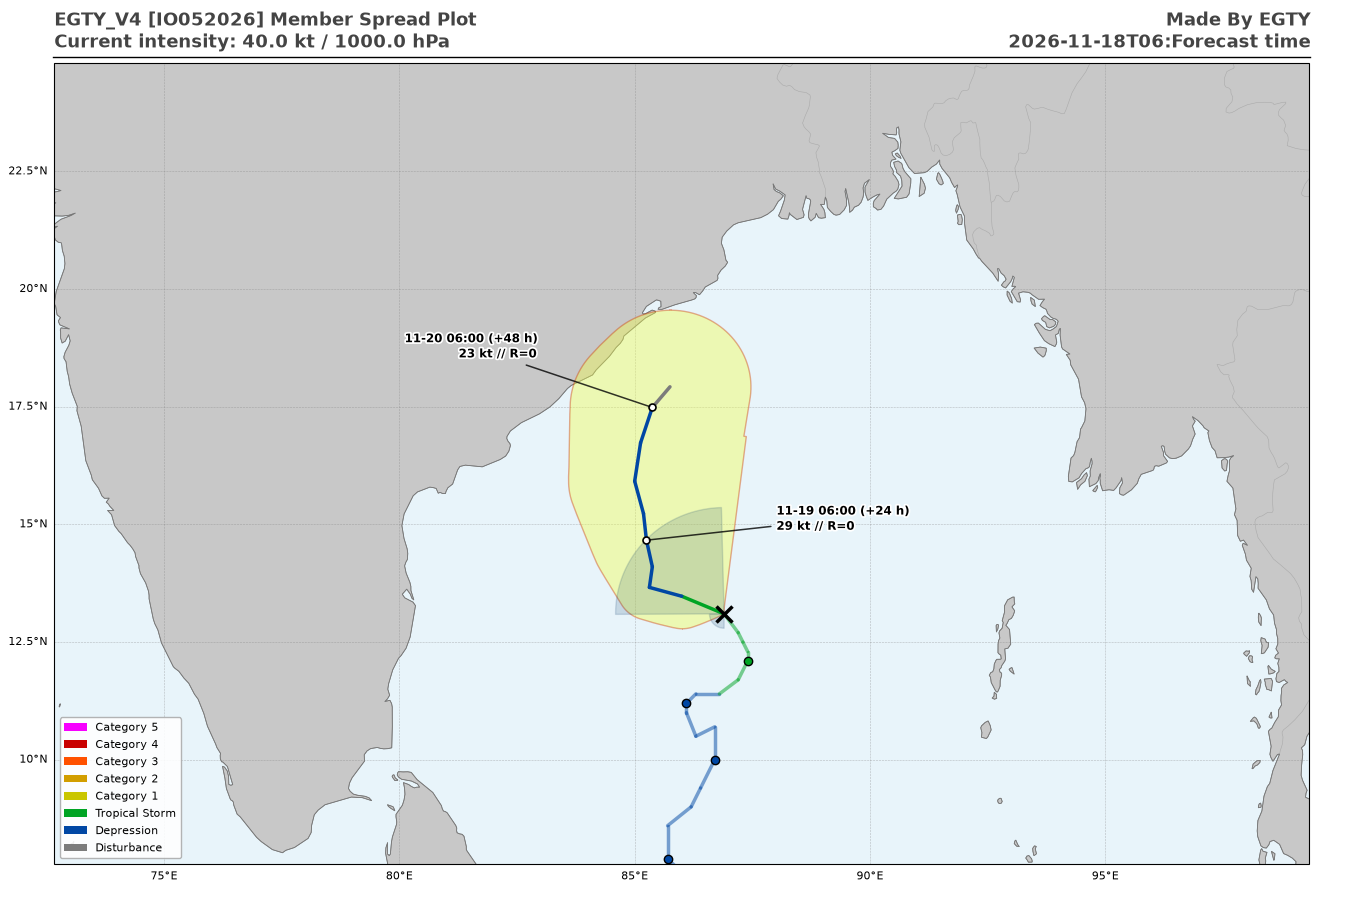 EGTY_V4 [IO052026] Member Spread Plot
Current intensity: 40.0 kt / 1000.0 hPa
Made By EGTY
2026-11-18T06:Forecast time
22.5°N
20°N
17.5°N
15°N
12.5°N
10°N
11-20 06:00 (+48 h)
23 kt // R=0
11-19 06:00 (+24 h)
29 kt // R=0
Category 5
Category 4
Category 3
Category 2
Category 1
Tropical Storm
Depression
Disturbance
75°E
80°E
85°E
90°E
95°E